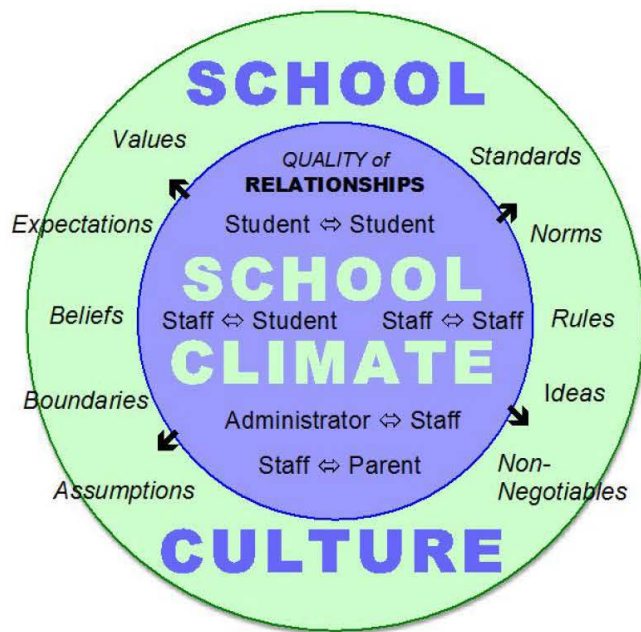 SCHOOL
Values
QUALITY of
RELATIONSHIPS
Standards
Expectations
Student ⇔ Student
Norms
SCHOOL
Beliefs
Staff ⇔ Student
Staff ⇔ Staff
Rules
CLIMATE
Boundaries
Ideas
Administrator ⇔ Staff
Staff ⇔ Parent
Assumptions
Non-
Negotiables
CULTURE